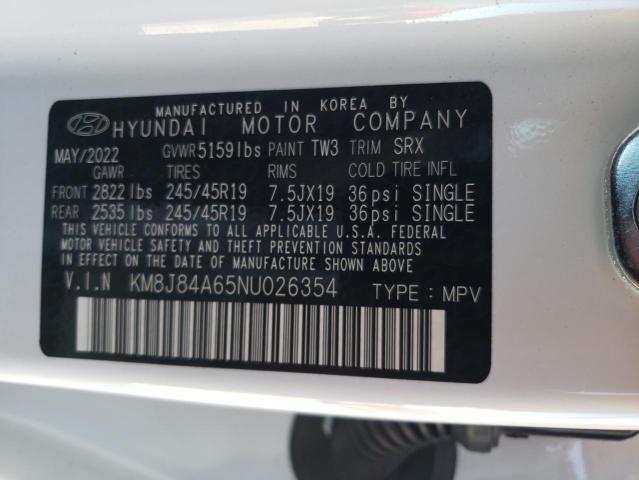 MANUFACTURED IN KOREA BY
HYUNDAI MOTOR COMPANY
MAY/2022 GVWR 5159lbs PAINT TW3 TRIM SRX
GAWR TIRES RIMS COLD TIRE INFL
FRONT 2822 lbs 245/45R19 7.5JX19 36psi SINGLE
REAR 2535 lbs 245/45R19 7.5JX19 36psi SINGLE
THIS VEHICLE CONFORMS TO ALL APPLICABLE U.S.A. FEDERAL
MOTOR VEHICLE SAFETY AND THEFT PREVENTION STANDARDS
IN EFFECT ON THE DATE OF MANUFACTURE SHOWN ABOVE.
V.I.N KM8J84A65NU026354 TYPE : MPV